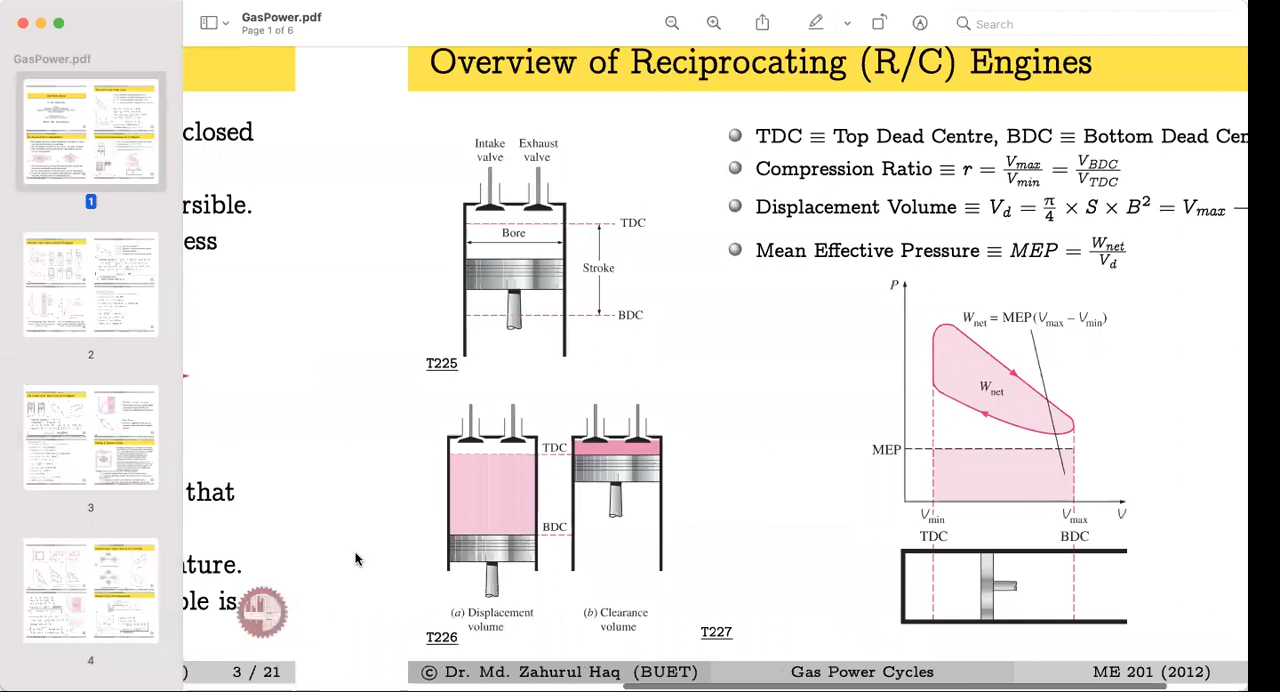 GasPower.pdf
Page 1 of 6
Search
GasPower.pdf
1
2
3
4
closed
rsible.
ess
that
ature.
ble is
) 3 / 21
Overview of Reciprocating (R/C) Engines
Intake valve
Exhaust valve
TDC
Bore
Stroke
BDC
T225
TDC
BDC
(a) Displacement volume
(b) Clearance volume
T226
TDC ≡ Top Dead Centre, BDC ≡ Bottom Dead Cen
Compression Ratio ≡ r = V_max/V_min = V_BDC/V_TDC
Displacement Volume ≡ V_d = π/4 × S × B² = V_max −
Mean Effective Pressure ≡ MEP = W_net/V_d
P
W_net = MEP(V_max − V_min)
W_net
MEP
V_min V_max V
TDC BDC
T227
© Dr. Md. Zahurul Haq (BUET) Gas Power Cycles ME 201 (2012)